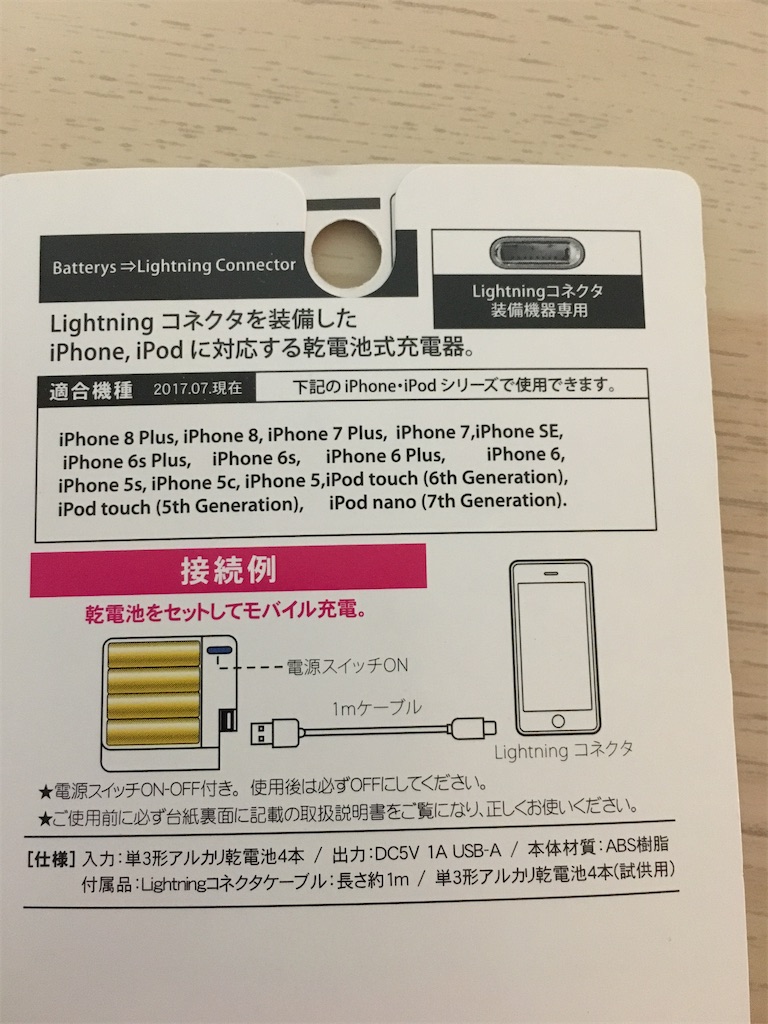 Batterys⇒Lightning Connector
Lightningコネクタ
装備機器専用
Lightning コネクタを装備した
iPhone, iPod に対応する乾電池式充電器。
適合機種 2017.07.現在 下記の iPhone・iPod シリーズで使用できます。
iPhone 8 Plus, iPhone 8, iPhone 7 Plus, iPhone 7,iPhone SE,
iPhone 6s Plus, iPhone 6s, iPhone 6 Plus, iPhone 6,
iPhone 5s, iPhone 5c, iPhone 5,iPod touch (6th Generation),
iPod touch (5th Generation), iPod nano (7th Generation).
接続例
乾電池をセットしてモバイル充電。
電源スイッチON
1mケーブル
Lightning コネクタ
★電源スイッチON-OFF付き。使用後は必ずOFFにしてください。
★ご使用前に必ず台紙裏面に記載の取扱説明書をご覧になり、正しくお使いください。
[仕様] 入力:単3形アルカリ乾電池4本 / 出力:DC5V 1A USB-A / 本体材質:ABS樹脂
付属品:Lightningコネクタケーブル:長さ約1m / 単3形アルカリ乾電池4本(試供用)